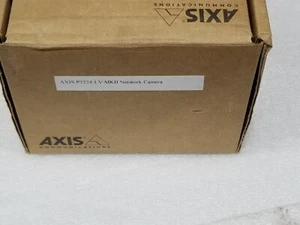 AXIS
COMMUNICATIONS
AXIS P3224-LV MKII Network Camera
AXIS
COMMUNICATIONS